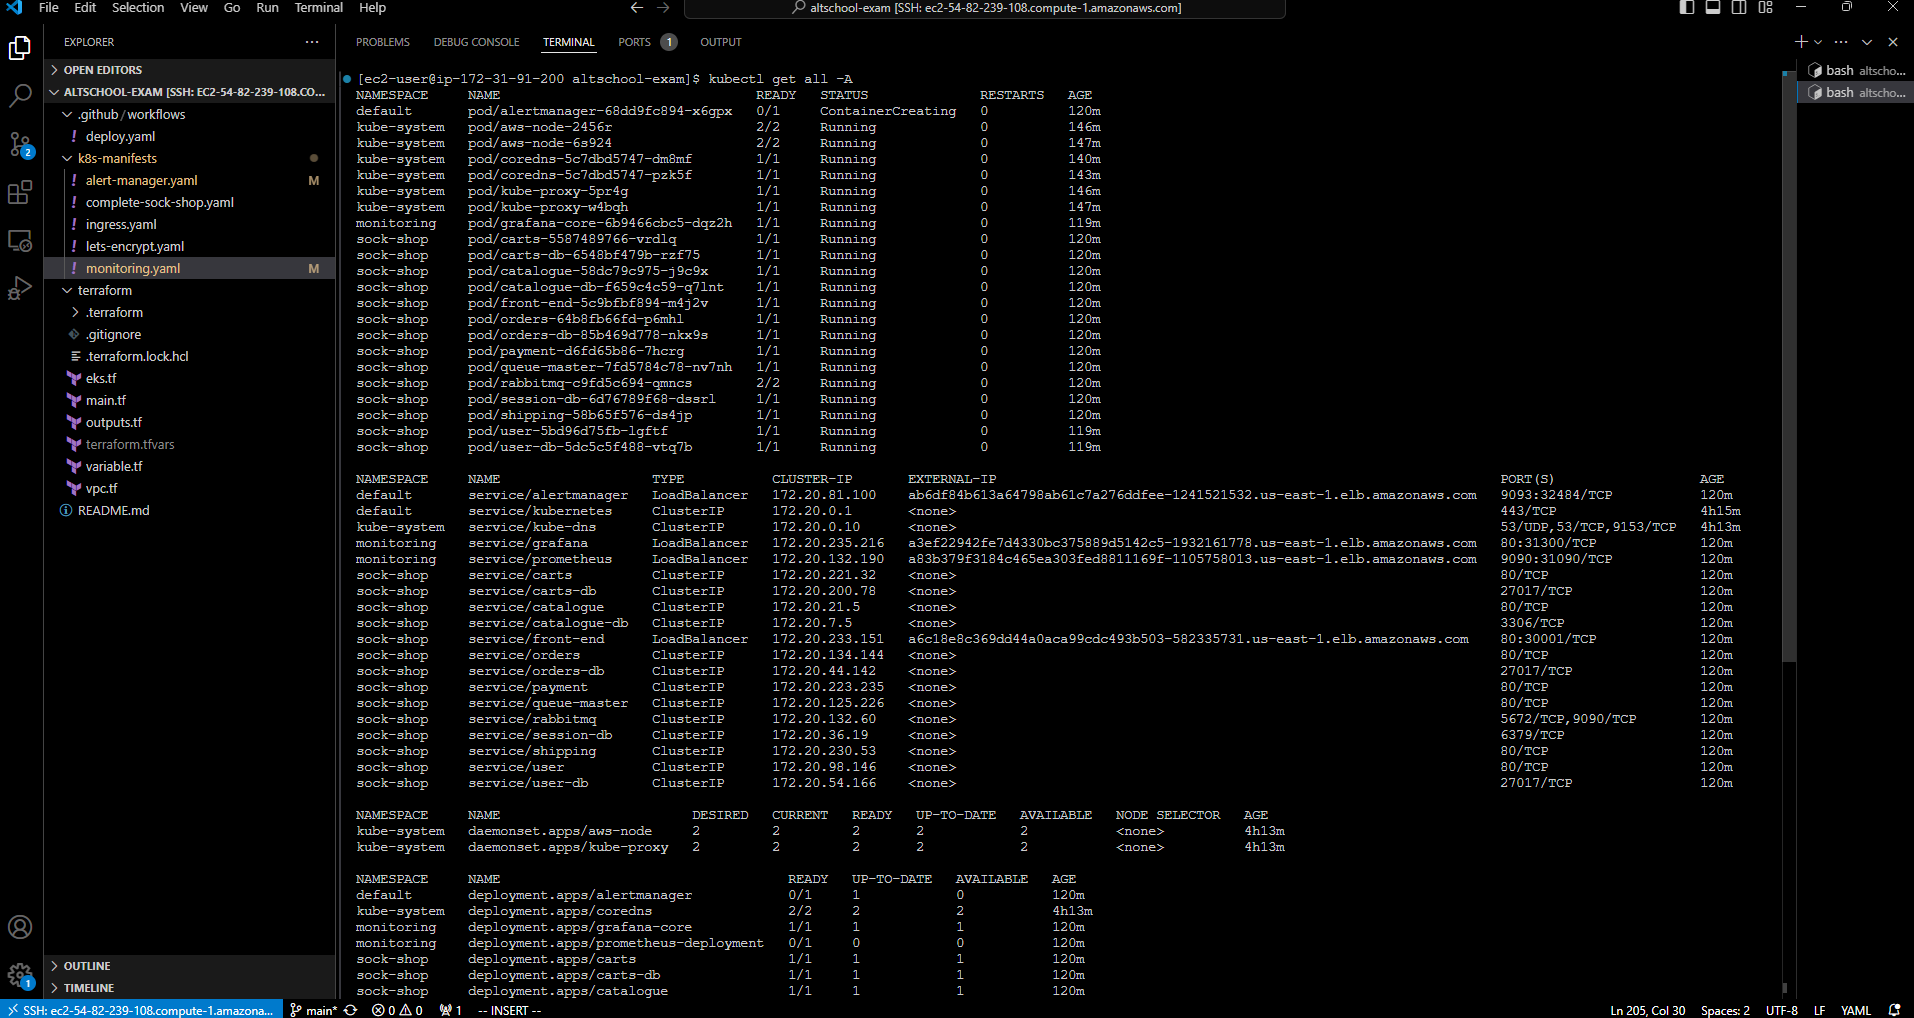 File Edit Selection View Go Run Terminal Help
altschool-exam [SSH: ec2-54-82-239-108.compute-1.amazonaws.com]
EXPLORER
OPEN EDITORS
ALTSCHOOL-EXAM [SSH: EC2-54-82-239-108.CO...
.github/workflows
! deploy.yaml
k8s-manifests
! alert-manager.yaml M
! complete-sock-shop.yaml
! ingress.yaml
! lets-encrypt.yaml
! monitoring.yaml M
terraform
.terraform
.gitignore
.terraform.lock.hcl
eks.tf
main.tf
outputs.tf
terraform.tfvars
variable.tf
vpc.tf
README.md
OUTLINE
TIMELINE
2
1
PROBLEMS DEBUG CONSOLE TERMINAL PORTS 1 OUTPUT
bash altscho...
bash altscho...
[ec2-user@ip-172-31-91-200 altschool-exam]$ kubectl get all -A
NAMESPACE NAME READY STATUS RESTARTS AGE
default pod/alertmanager-68dd9fc894-x6gpx 0/1 ContainerCreating 0 120m
kube-system pod/aws-node-2456r 2/2 Running 0 146m
kube-system pod/aws-node-6s924 2/2 Running 0 147m
kube-system pod/coredns-5c7dbd5747-dm8mf 1/1 Running 0 140m
kube-system pod/coredns-5c7dbd5747-pzk5f 1/1 Running 0 143m
kube-system pod/kube-proxy-5pr4g 1/1 Running 0 146m
kube-system pod/kube-proxy-w4bqh 1/1 Running 0 147m
monitoring pod/grafana-core-6b9466cbc5-dqz2h 1/1 Running 0 119m
sock-shop pod/carts-5587489766-vrdlq 1/1 Running 0 120m
sock-shop pod/carts-db-6548bf479b-rzf75 1/1 Running 0 120m
sock-shop pod/catalogue-58dc79c975-j9c9x 1/1 Running 0 120m
sock-shop pod/catalogue-db-f659c4c59-q7lnt 1/1 Running 0 120m
sock-shop pod/front-end-5c9bfbf894-m4j2v 1/1 Running 0 120m
sock-shop pod/orders-64b8fb66fd-p6mhl 1/1 Running 0 120m
sock-shop pod/orders-db-85b469d778-nkx9s 1/1 Running 0 120m
sock-shop pod/payment-d6fd65b86-7hcrg 1/1 Running 0 120m
sock-shop pod/queue-master-7fd5784c78-nv7nh 1/1 Running 0 120m
sock-shop pod/rabbitmq-c9fd5c694-qmncs 2/2 Running 0 120m
sock-shop pod/session-db-6d76789f68-dssrl 1/1 Running 0 120m
sock-shop pod/shipping-58b65f576-ds4jp 1/1 Running 0 120m
sock-shop pod/user-5bd96d75fb-lgftf 1/1 Running 0 119m
sock-shop pod/user-db-5dc5c5f488-vtq7b 1/1 Running 0 119m
NAMESPACE NAME TYPE CLUSTER-IP EXTERNAL-IP PORT(S) AGE
default service/alertmanager LoadBalancer 172.20.81.100 ab6df84b613a64798ab61c7a276ddfee-1241521532.us-east-1.elb.amazonaws.com 9093:32484/TCP 120m
default service/kubernetes ClusterIP 172.20.0.1 <none> 443/TCP 4h15m
kube-system service/kube-dns ClusterIP 172.20.0.10 <none> 53/UDP,53/TCP,9153/TCP 4h13m
monitoring service/grafana LoadBalancer 172.20.235.216 a3ef22942fe7d4330bc375889d5142c5-1932161778.us-east-1.elb.amazonaws.com 80:31300/TCP 120m
monitoring service/prometheus LoadBalancer 172.20.132.190 a83b379f3184c465ea303fed8811169f-1105758013.us-east-1.elb.amazonaws.com 9090:31090/TCP 120m
sock-shop service/carts ClusterIP 172.20.221.32 <none> 80/TCP 120m
sock-shop service/carts-db ClusterIP 172.20.200.78 <none> 27017/TCP 120m
sock-shop service/catalogue ClusterIP 172.20.21.5 <none> 80/TCP 120m
sock-shop service/catalogue-db ClusterIP 172.20.7.5 <none> 3306/TCP 120m
sock-shop service/front-end LoadBalancer 172.20.233.151 a6c18e8c369dd44a0aca99cdc493b503-582335731.us-east-1.elb.amazonaws.com 80:30001/TCP 120m
sock-shop service/orders ClusterIP 172.20.134.144 <none> 80/TCP 120m
sock-shop service/orders-db ClusterIP 172.20.44.142 <none> 27017/TCP 120m
sock-shop service/payment ClusterIP 172.20.223.235 <none> 80/TCP 120m
sock-shop service/queue-master ClusterIP 172.20.125.226 <none> 80/TCP 120m
sock-shop service/rabbitmq ClusterIP 172.20.132.60 <none> 5672/TCP,9090/TCP 120m
sock-shop service/session-db ClusterIP 172.20.36.19 <none> 6379/TCP 120m
sock-shop service/shipping ClusterIP 172.20.230.53 <none> 80/TCP 120m
sock-shop service/user ClusterIP 172.20.98.146 <none> 80/TCP 120m
sock-shop service/user-db ClusterIP 172.20.54.166 <none> 27017/TCP 120m
NAMESPACE NAME DESIRED CURRENT READY UP-TO-DATE AVAILABLE NODE SELECTOR AGE
kube-system daemonset.apps/aws-node 2 2 2 2 2 <none> 4h13m
kube-system daemonset.apps/kube-proxy 2 2 2 2 2 <none> 4h13m
NAMESPACE NAME READY UP-TO-DATE AVAILABLE AGE
default deployment.apps/alertmanager 0/1 1 0 120m
kube-system deployment.apps/coredns 2/2 2 2 4h13m
monitoring deployment.apps/grafana-core 1/1 1 1 120m
monitoring deployment.apps/prometheus-deployment 0/1 0 0 120m
sock-shop deployment.apps/carts 1/1 1 1 120m
sock-shop deployment.apps/carts-db 1/1 1 1 120m
sock-shop deployment.apps/catalogue 1/1 1 1 120m
SSH: ec2-54-82-239-108.compute-1.amazona... main* 0 0 1 -- INSERT -- Ln 205, Col 30 Spaces: 2 UTF-8 LF YAML